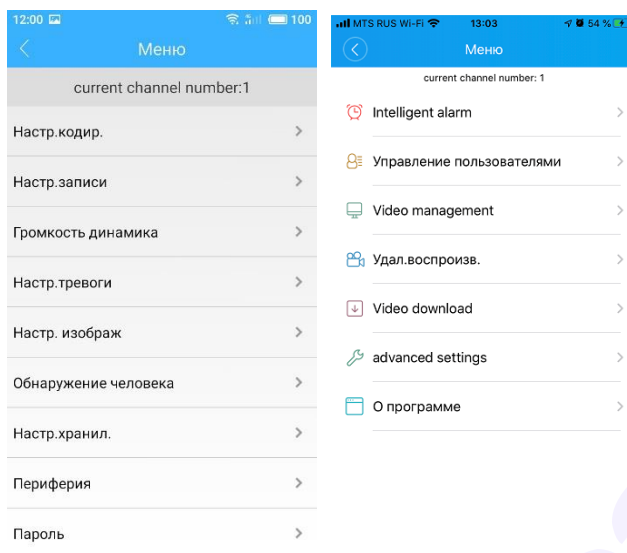 12:00 100
Меню
current channel number:1
Настр.кодир.
Настр.записи
Громкость динамика
Настр.тревоги
Настр. изображ
Обнаружение человека
Настр.хранил.
Периферия
Пароль
MTS RUS Wi-Fi 13:03 54 %
Меню
current channel number: 1
Intelligent alarm
Управление пользователями
Video management
Удал.воспроизв.
Video download
advanced settings
О программе